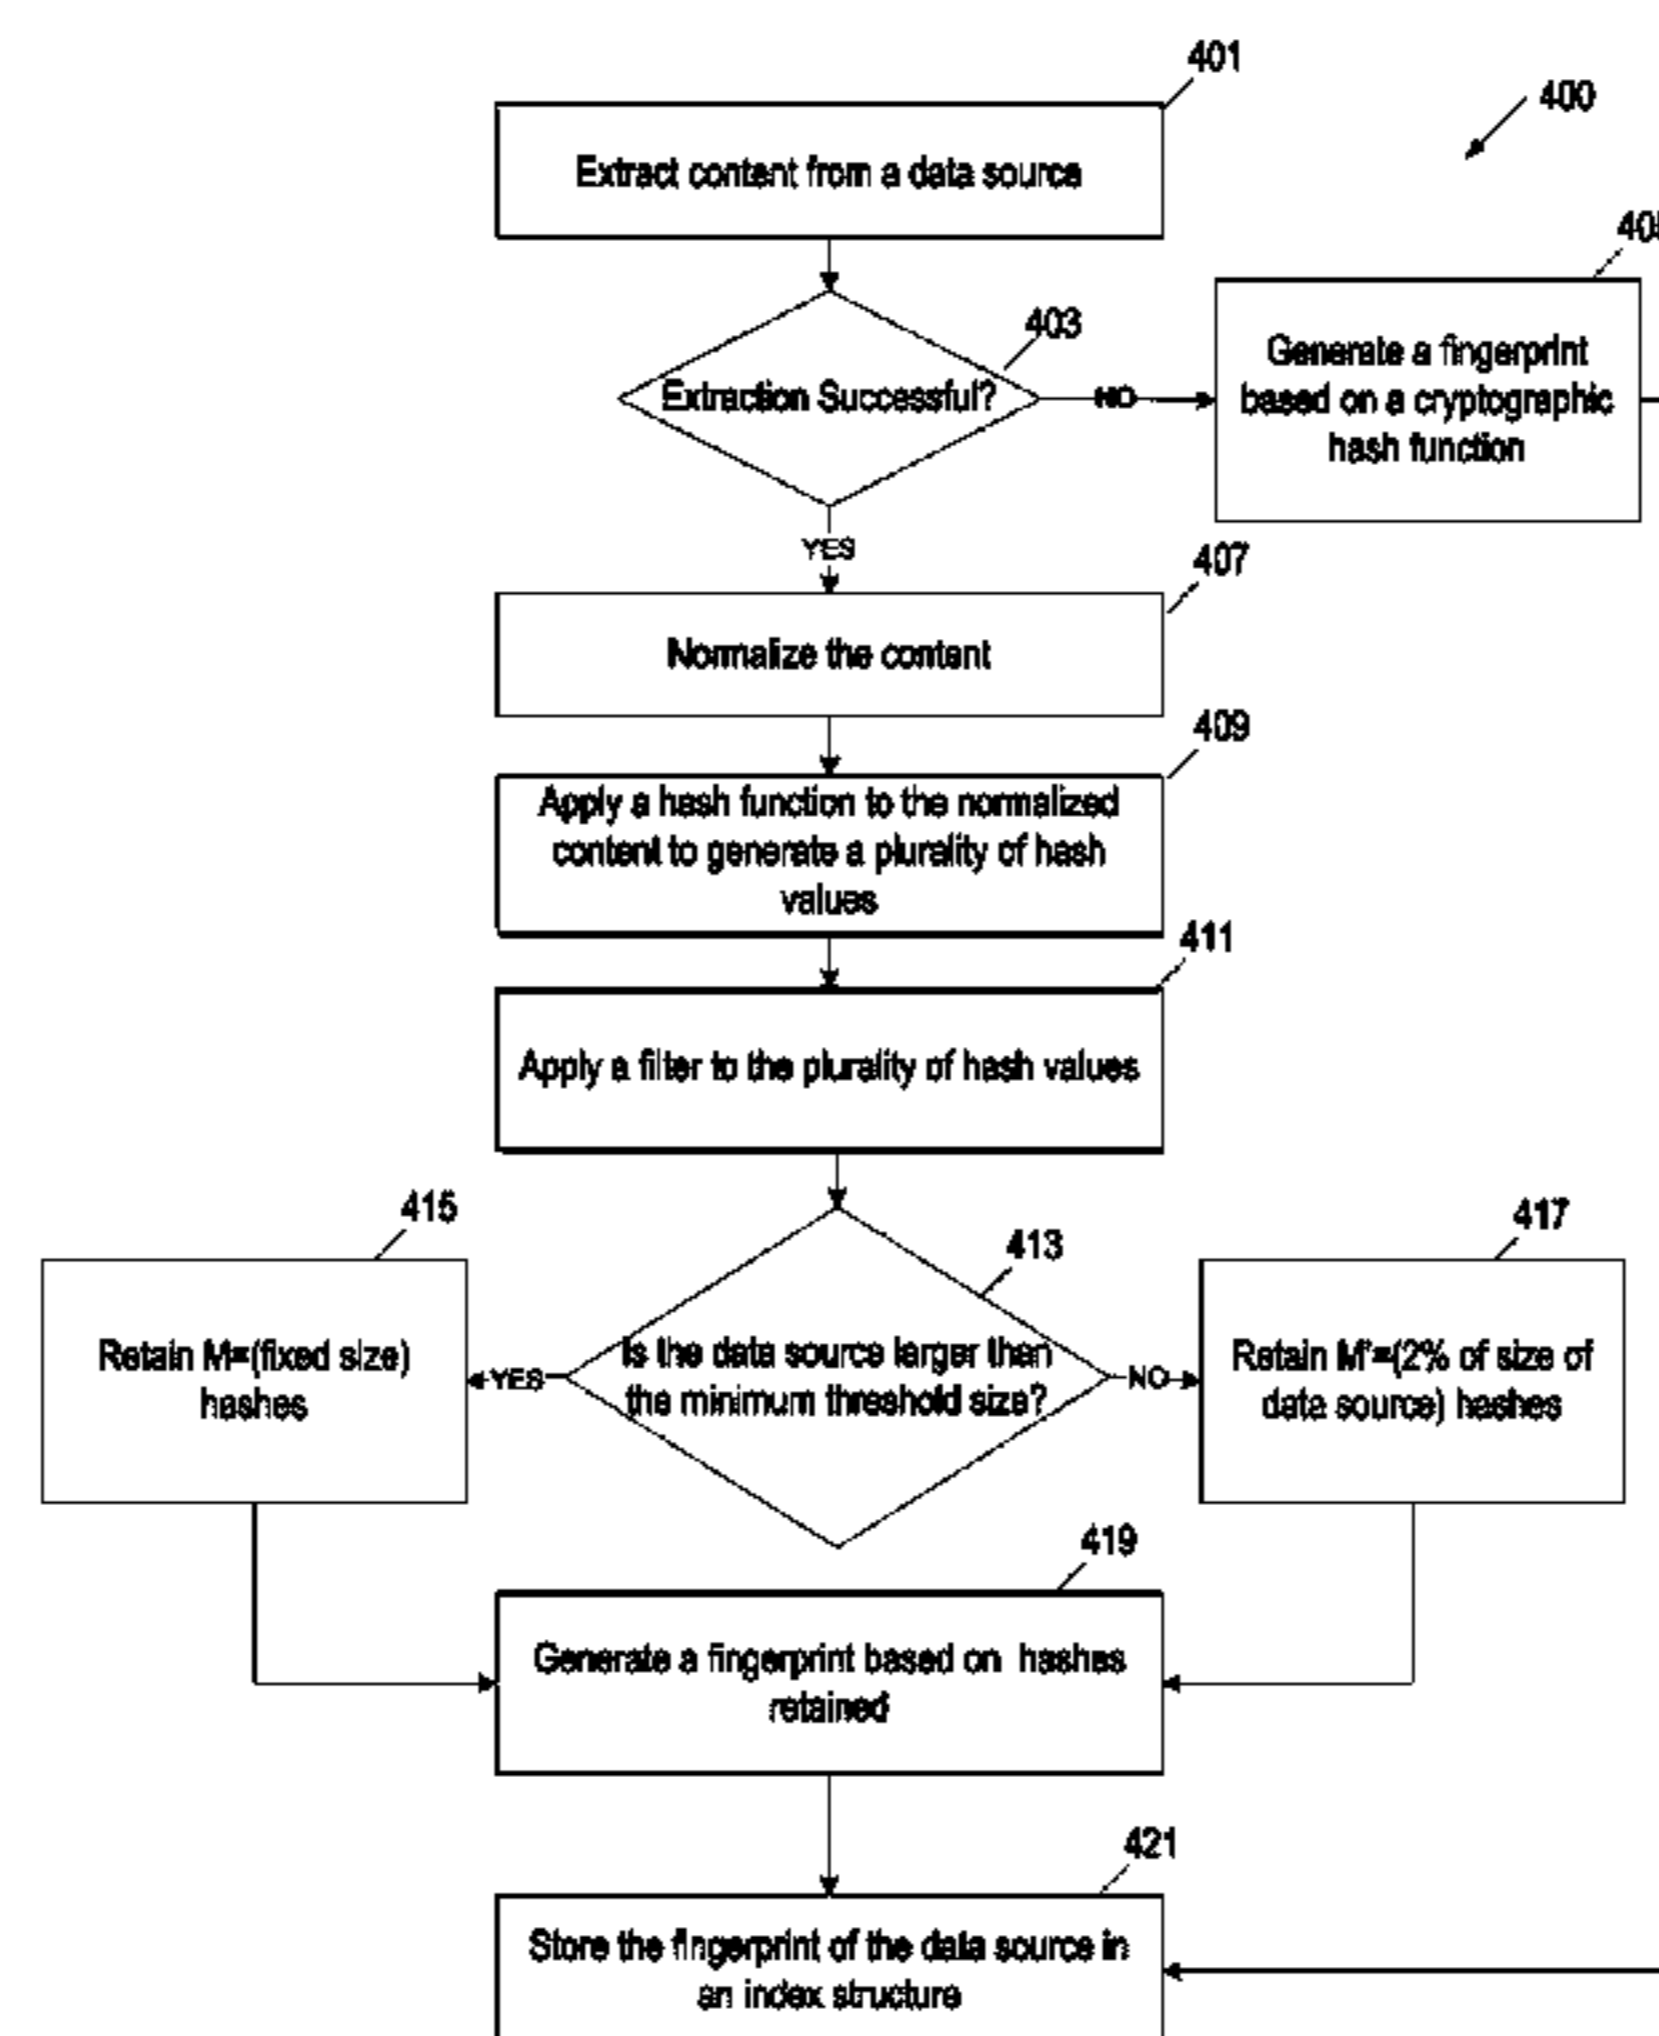 401
400
Extract content from a data source
403
Extraction Successful?
NO
Generate a fingerprint
based on a cryptographic
hash function
YES
407
Normalize the content
409
Apply a hash function to the normalized
content to generate a plurality of hash
values
411
Apply a filter to the plurality of hash values
415
413
417
Retain M=(fixed size)
hashes
YES
Is the data source larger than
the minimum threshold size?
NO
Retain M'=(2% of size of
data source) hashes
419
Generate a fingerprint based on hashes
retained
421
Store the fingerprint of the data source in
an index structure